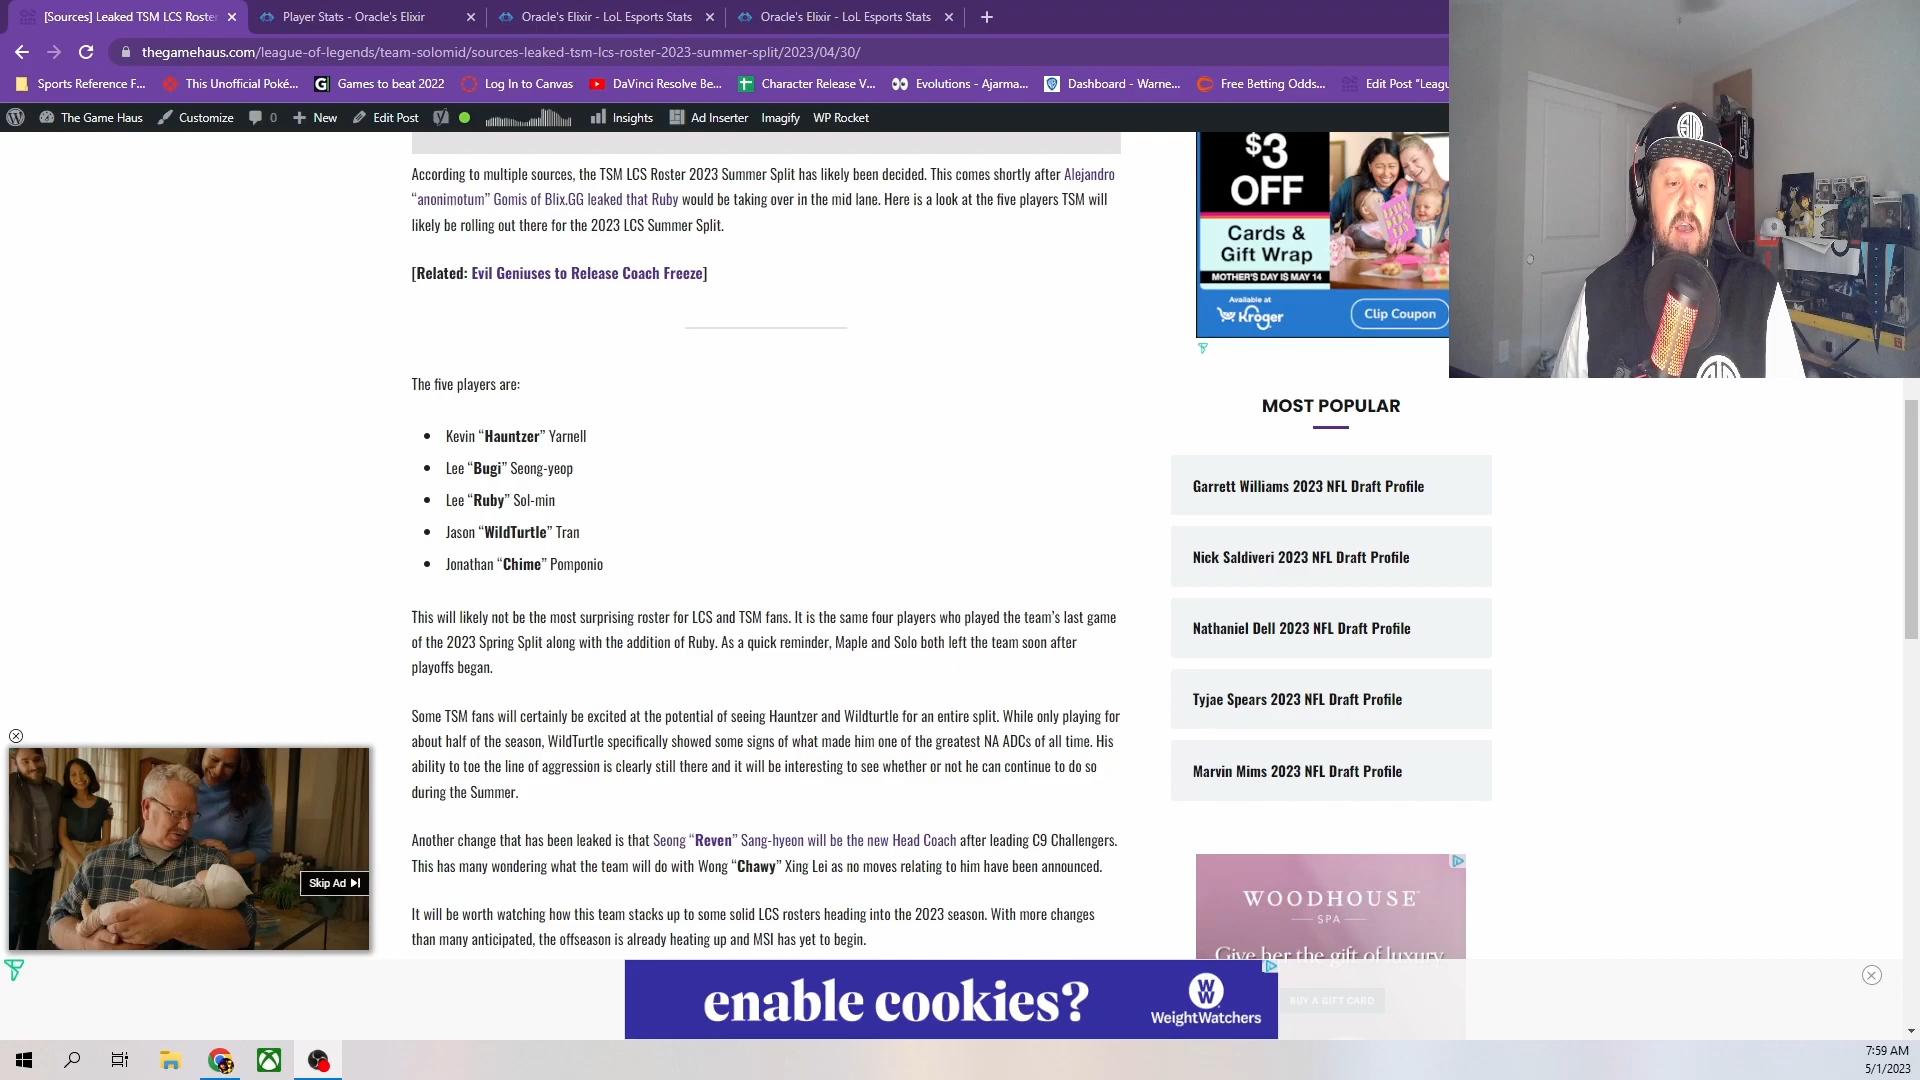 [Sources] Leaked TSM LCS Roster
Player Stats - Oracle's Elixir
Oracle's Elixir - LoL Esports Stats
Oracle's Elixir - LoL Esports Stats
thegamehaus.com/league-of-legends/team-solomid/sources-leaked-tsm-lcs-roster-2023-summer-split/2023/04/30/
Sports Reference F...
This Unofficial Poké...
Games to beat 2022
Log In to Canvas
DaVinci Resolve Be...
Character Release V...
Evolutions - Ajarma...
Dashboard - Warne...
Free Betting Odds...
Edit Post "Leagu
The Game Haus
Customize
0
New
Edit Post
Insights
Ad Inserter
Imagify
WP Rocket
According to multiple sources, the TSM LCS Roster 2023 Summer Split has likely been decided. This comes shortly after Alejandro
“anonimotum” Gomis of Blix.GG leaked that Ruby would be taking over in the mid lane. Here is a look at the five players TSM will
likely be rolling out there for the 2023 LCS Summer Split.
[Related: Evil Geniuses to Release Coach Freeze]
The five players are:
Kevin “Hauntzer” Yarnell
Lee “Bugi” Seong-yeop
Lee “Ruby” Sol-min
Jason “WildTurtle” Tran
Jonathan “Chime” Pomponio
This will likely not be the most surprising roster for LCS and TSM fans. It is the same four players who played the team’s last game
of the 2023 Spring Split along with the addition of Ruby. As a quick reminder, Maple and Solo both left the team soon after
playoffs began.
Some TSM fans will certainly be excited at the potential of seeing Hauntzer and Wildturtle for an entire split. While only playing for
about half of the season, WildTurtle specifically showed some signs of what made him one of the greatest NA ADCs of all time. His
ability to toe the line of aggression is clearly still there and it will be interesting to see whether or not he can continue to do so
during the Summer.
Another change that has been leaked is that Seong “Reven” Sang-hyeon will be the new Head Coach after leading C9 Challengers.
This has many wondering what the team will do with Wong “Chawy” Xing Lei as no moves relating to him have been announced.
It will be worth watching how this team stacks up to some solid LCS rosters heading into the 2023 season. With more changes
than many anticipated, the offseason is already heating up and MSI has yet to begin.
$3
OFF
Cards &
Gift Wrap
MOTHER'S DAY IS MAY 14
Available at
Kroger
Clip Coupon
MOST POPULAR
Garrett Williams 2023 NFL Draft Profile
Nick Saldiveri 2023 NFL Draft Profile
Nathaniel Dell 2023 NFL Draft Profile
Tyjae Spears 2023 NFL Draft Profile
Marvin Mims 2023 NFL Draft Profile
WOODHOUSE
SPA
Give her the gift of luxury
BUY A GIFT CARD
Skip Ad
enable cookies?
WW
WeightWatchers
7:59 AM
5/1/2023